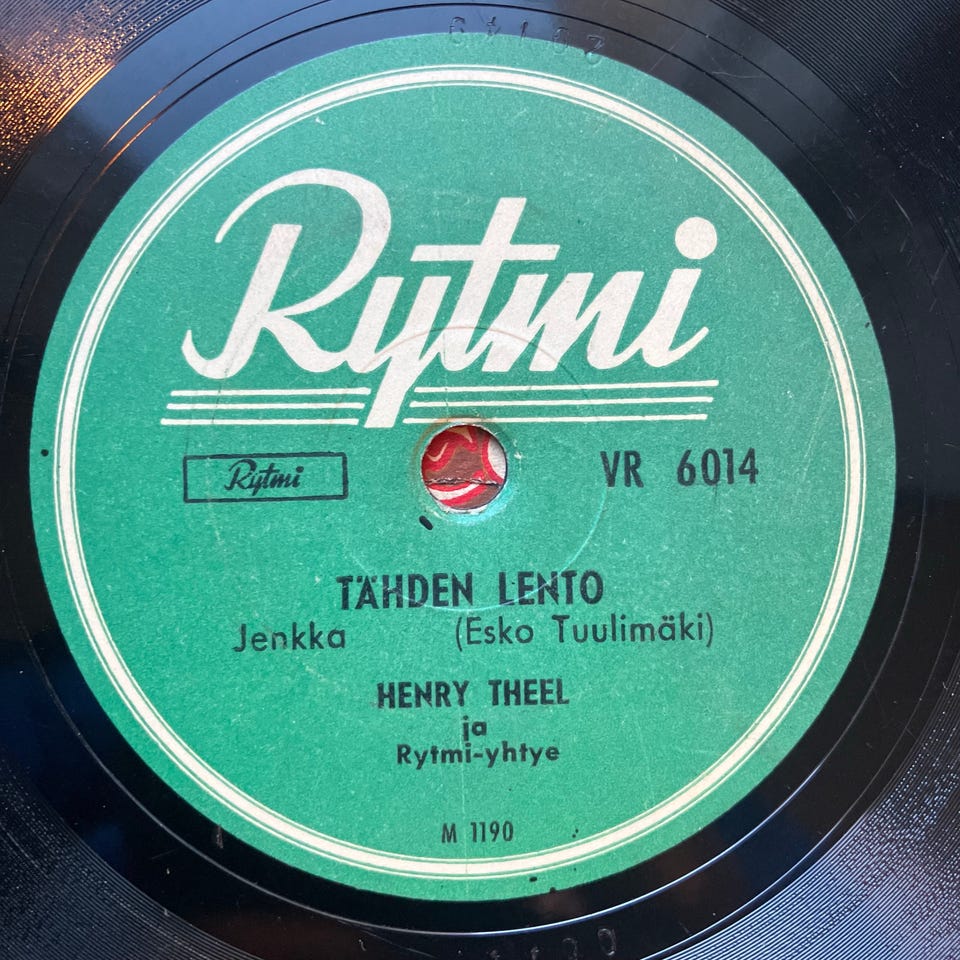 Rytmi
Rytmi
VR 6014
TÄHDEN LENTO
Jenkka (Esko Tuulimäki)
HENRY THEEL
ja
Rytmi-yhtye
M 1190